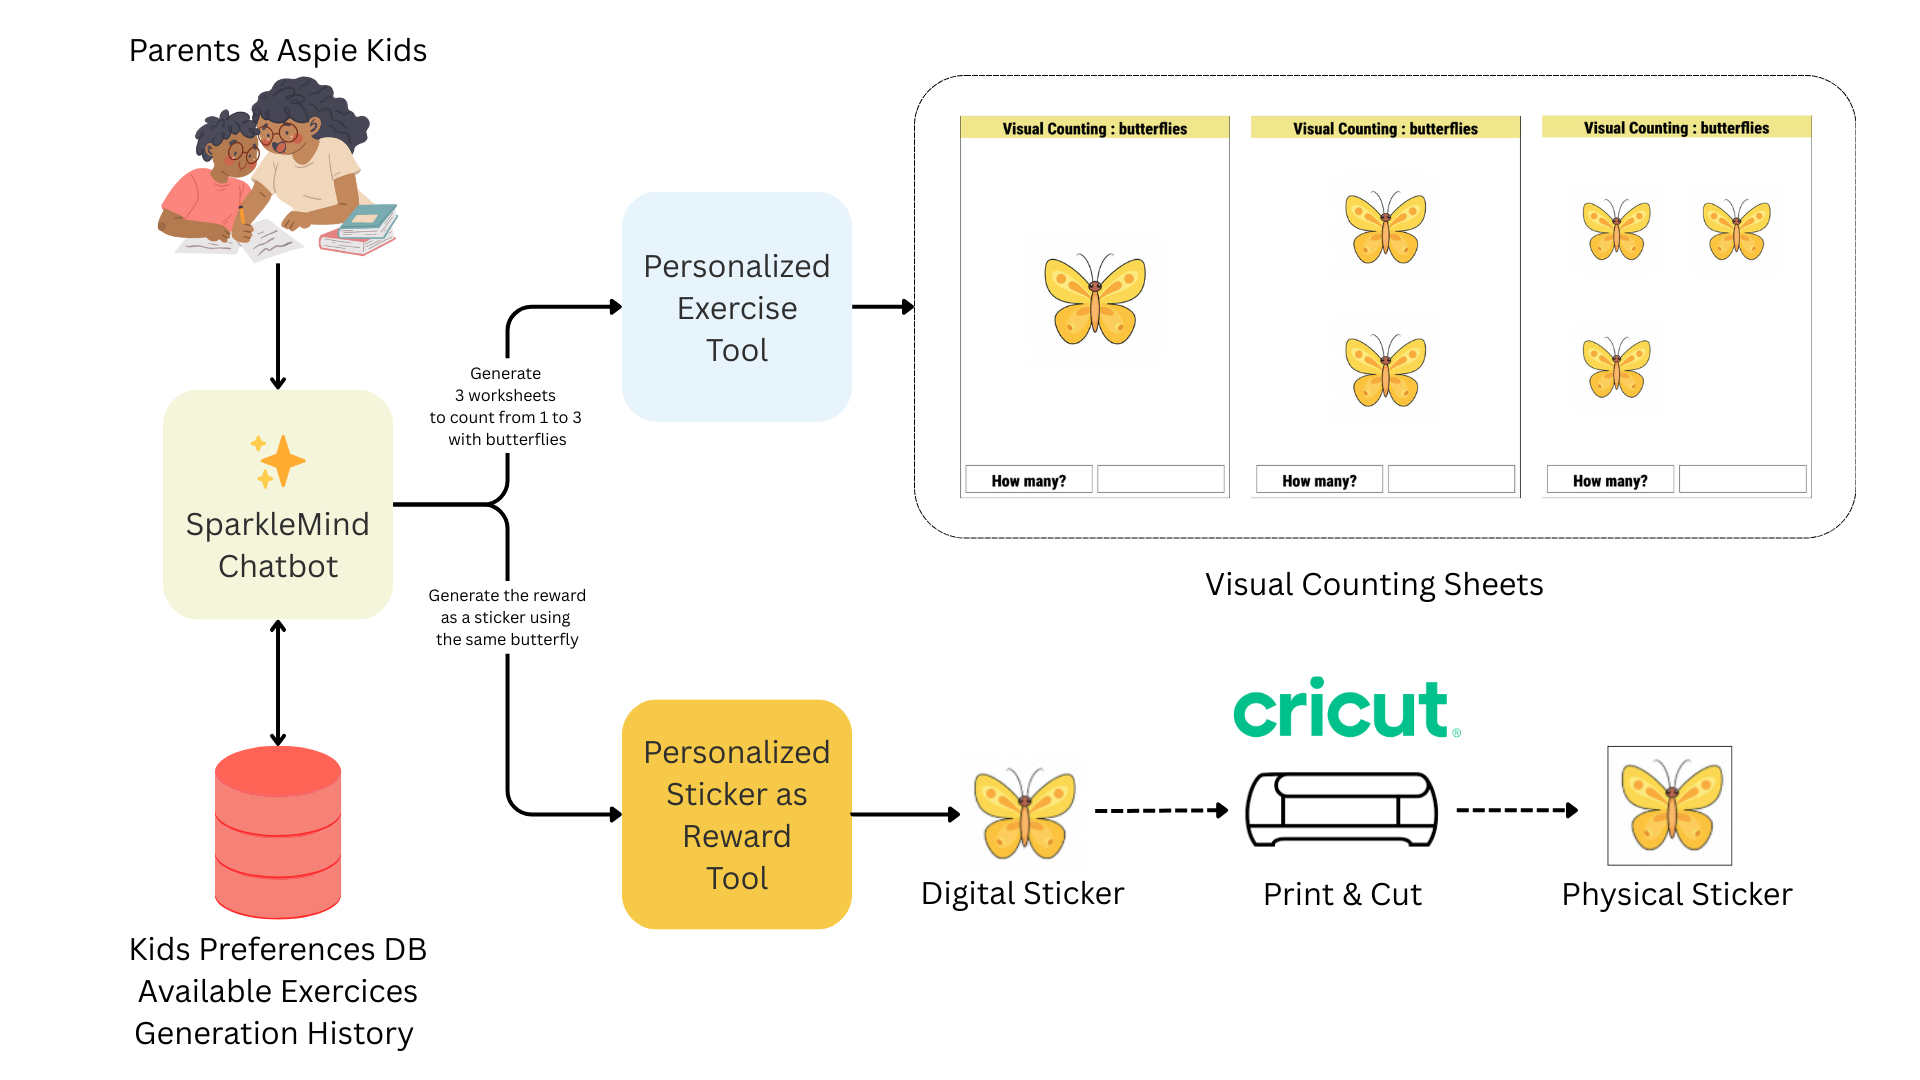 Parents & Aspie Kids
SparkleMind
Chatbot
Kids Preferences DB
Available Exercices
Generation History
Generate
3 worksheets
to count from 1 to 3
with butterflies
Generate the reward
as a sticker using
the same butterfly
Personalized
Exercise
Tool
Visual Counting : butterflies
How many?
Visual Counting : butterflies
How many?
Visual Counting : butterflies
How many?
Visual Counting Sheets
Personalized
Sticker as
Reward
Tool
Digital Sticker
cricut®
Print & Cut
Physical Sticker